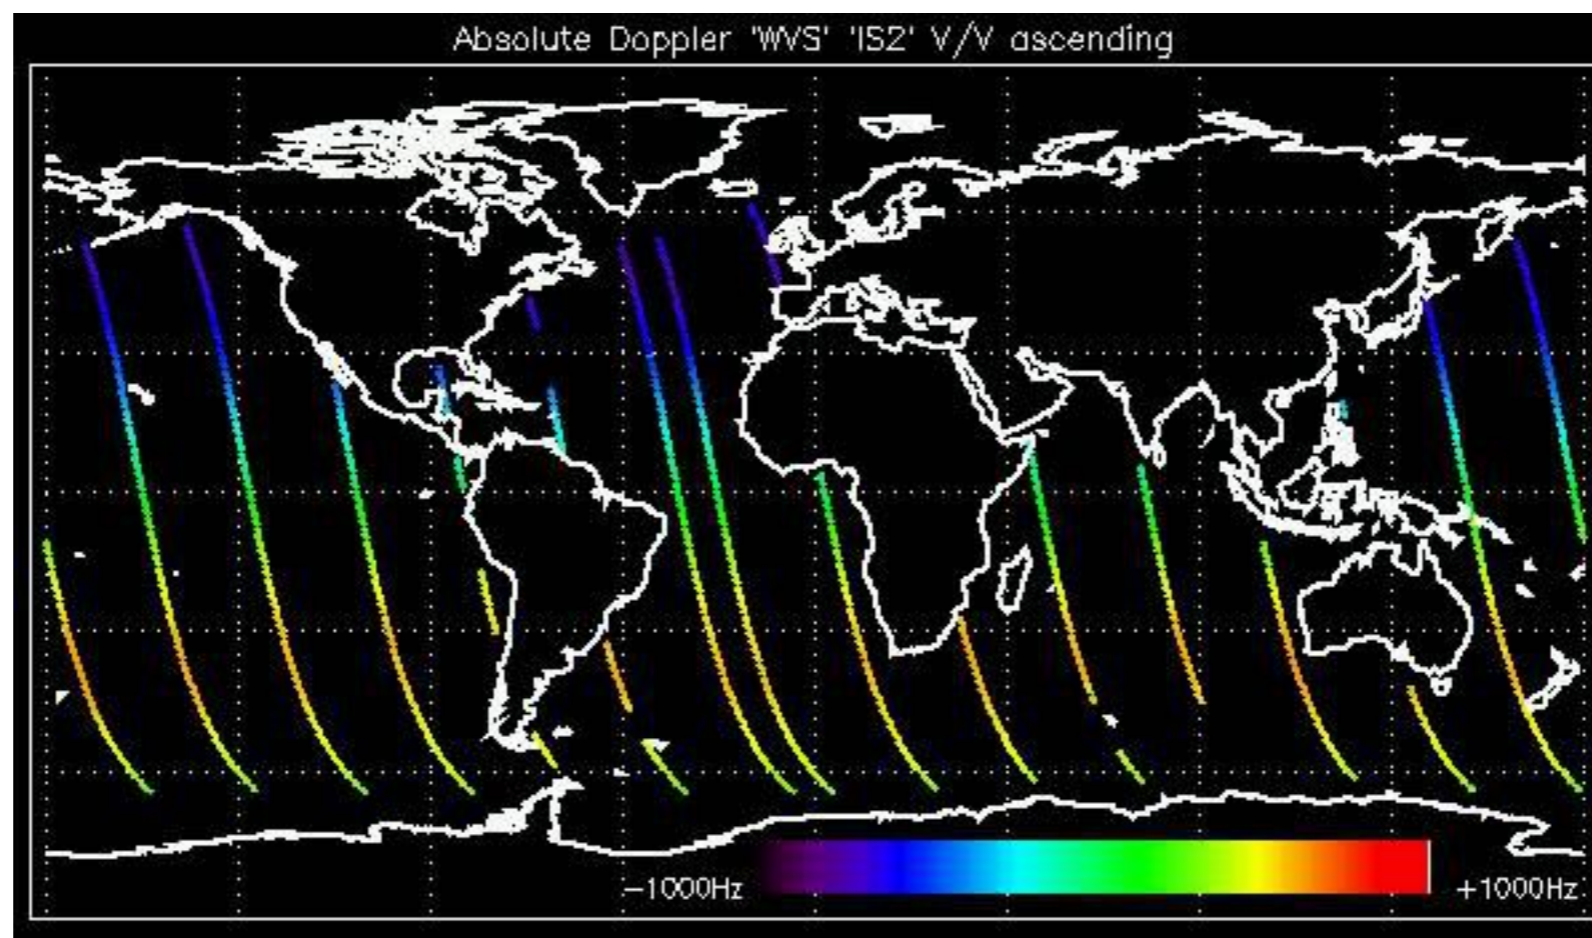 Absolute Doppler 'WVS' 'IS2' V/V ascending
-1000Hz +1000Hz